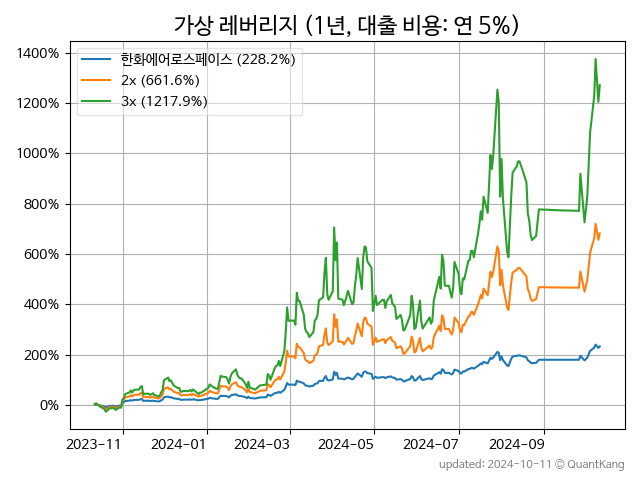 가상 레버리지 (1년, 대출 비용: 연 5%)
한화에어로스페이스 (228.2%)
2x (661.6%)
3x (1217.9%)
1400%
1200%
1000%
800%
600%
400%
200%
0%
2023-11 2024-01 2024-03 2024-05 2024-07 2024-09
updated: 2024-10-11 © QuantKang